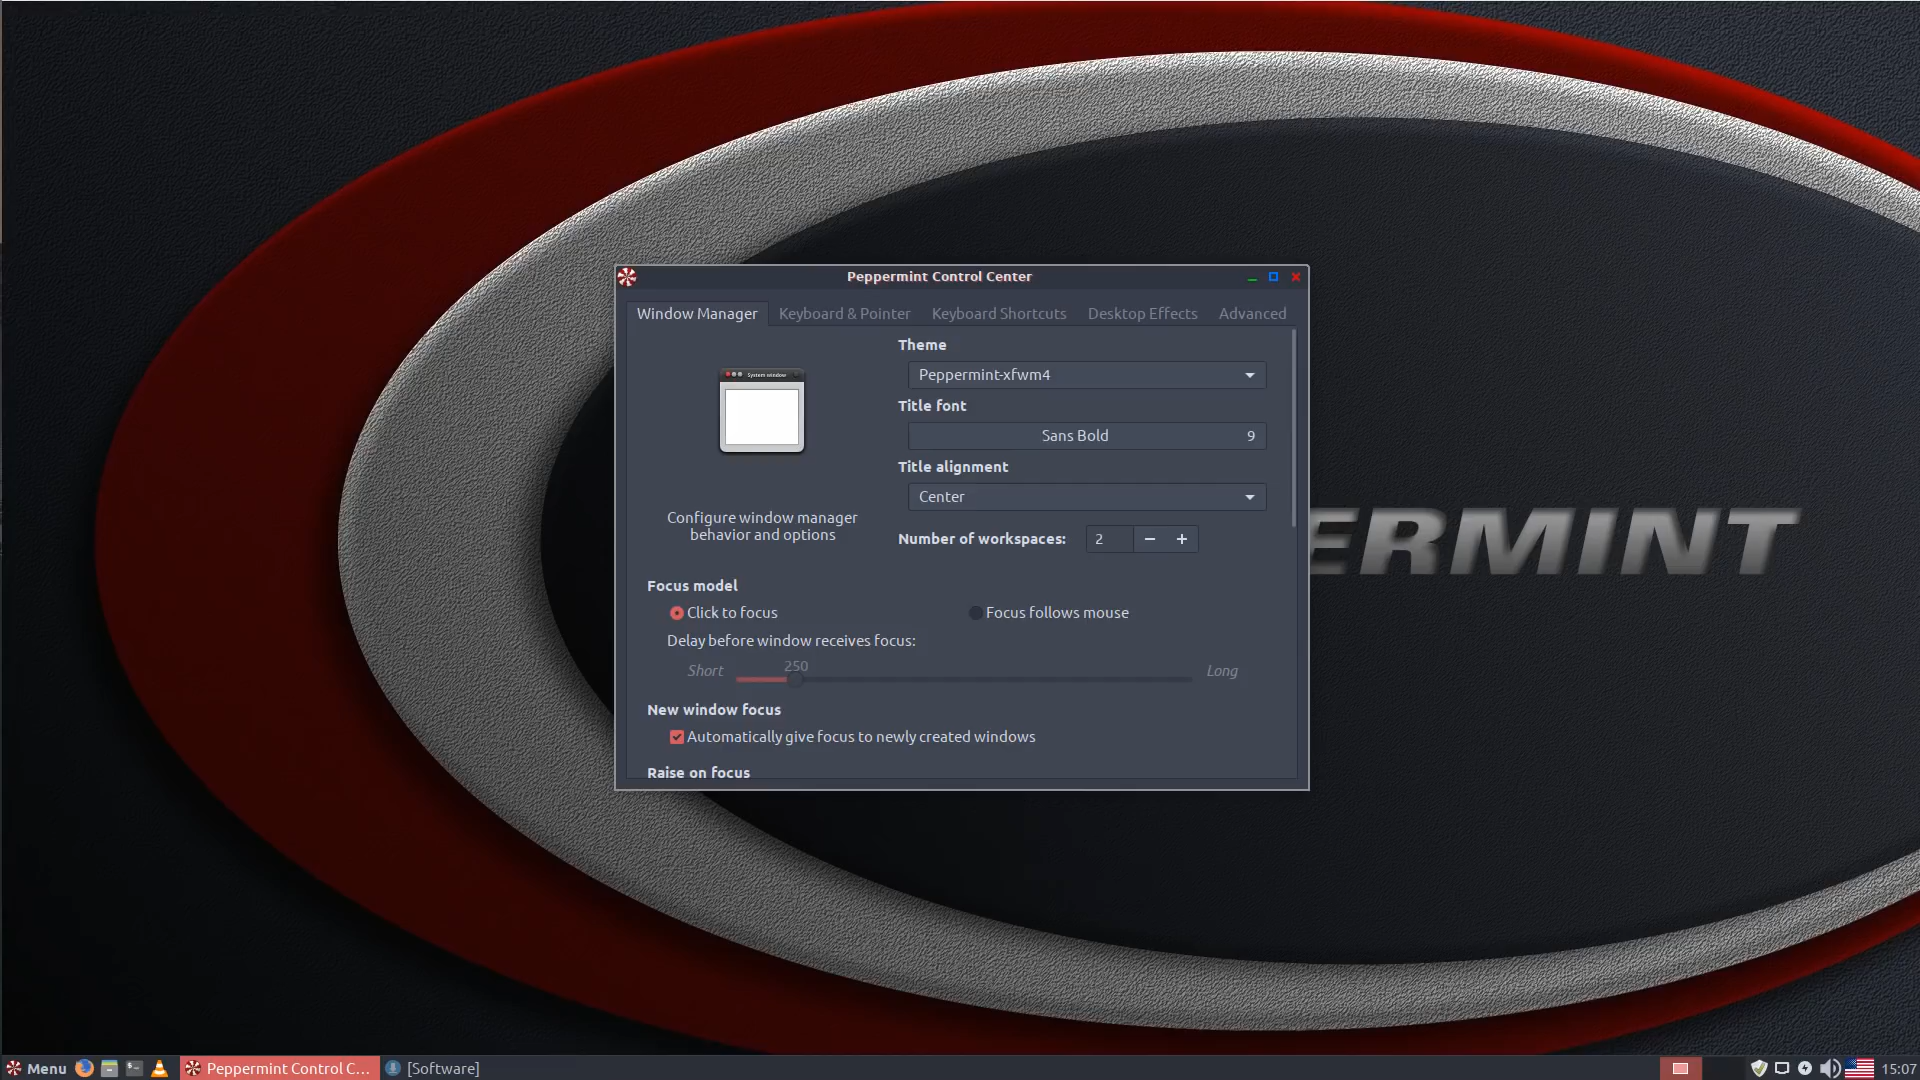 Peppermint Control Center
Window Manager Keyboard & Pointer Keyboard Shortcuts Desktop Effects Advanced
Theme
System window
Peppermint-xfwm4
Title font
Sans Bold 9
Title alignment
Center
Configure window manager
behavior and options
Number of workspaces: 2 − +
ERMINT
Focus model
Click to focus Focus follows mouse
Delay before window receives focus:
Short 250 Long
New window focus
Automatically give focus to newly created windows
Raise on focus
Menu Peppermint Control C... [Software] 15:07